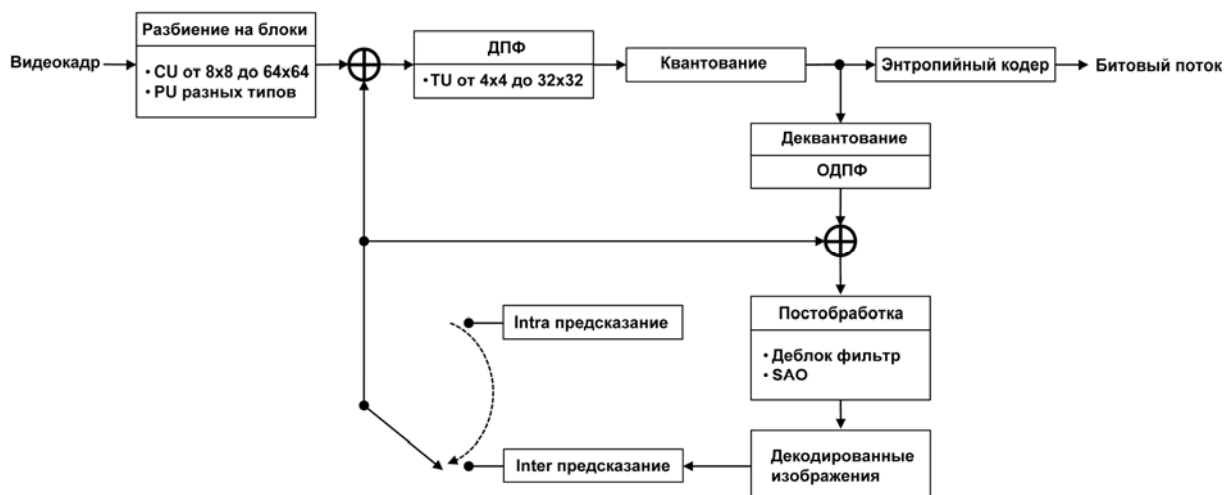 Видеокадр
Разбиение на блоки
• CU от 8x8 до 64x64
• PU разных типов
ДПФ
• TU от 4x4 до 32x32
Квантование
Энтропийный кодер
Битовый поток
Деквантование
ОДПФ
Intra предсказание
Постобработка
• Деблок фильтр
• SAO
Inter предсказание
Декодированные
изображения